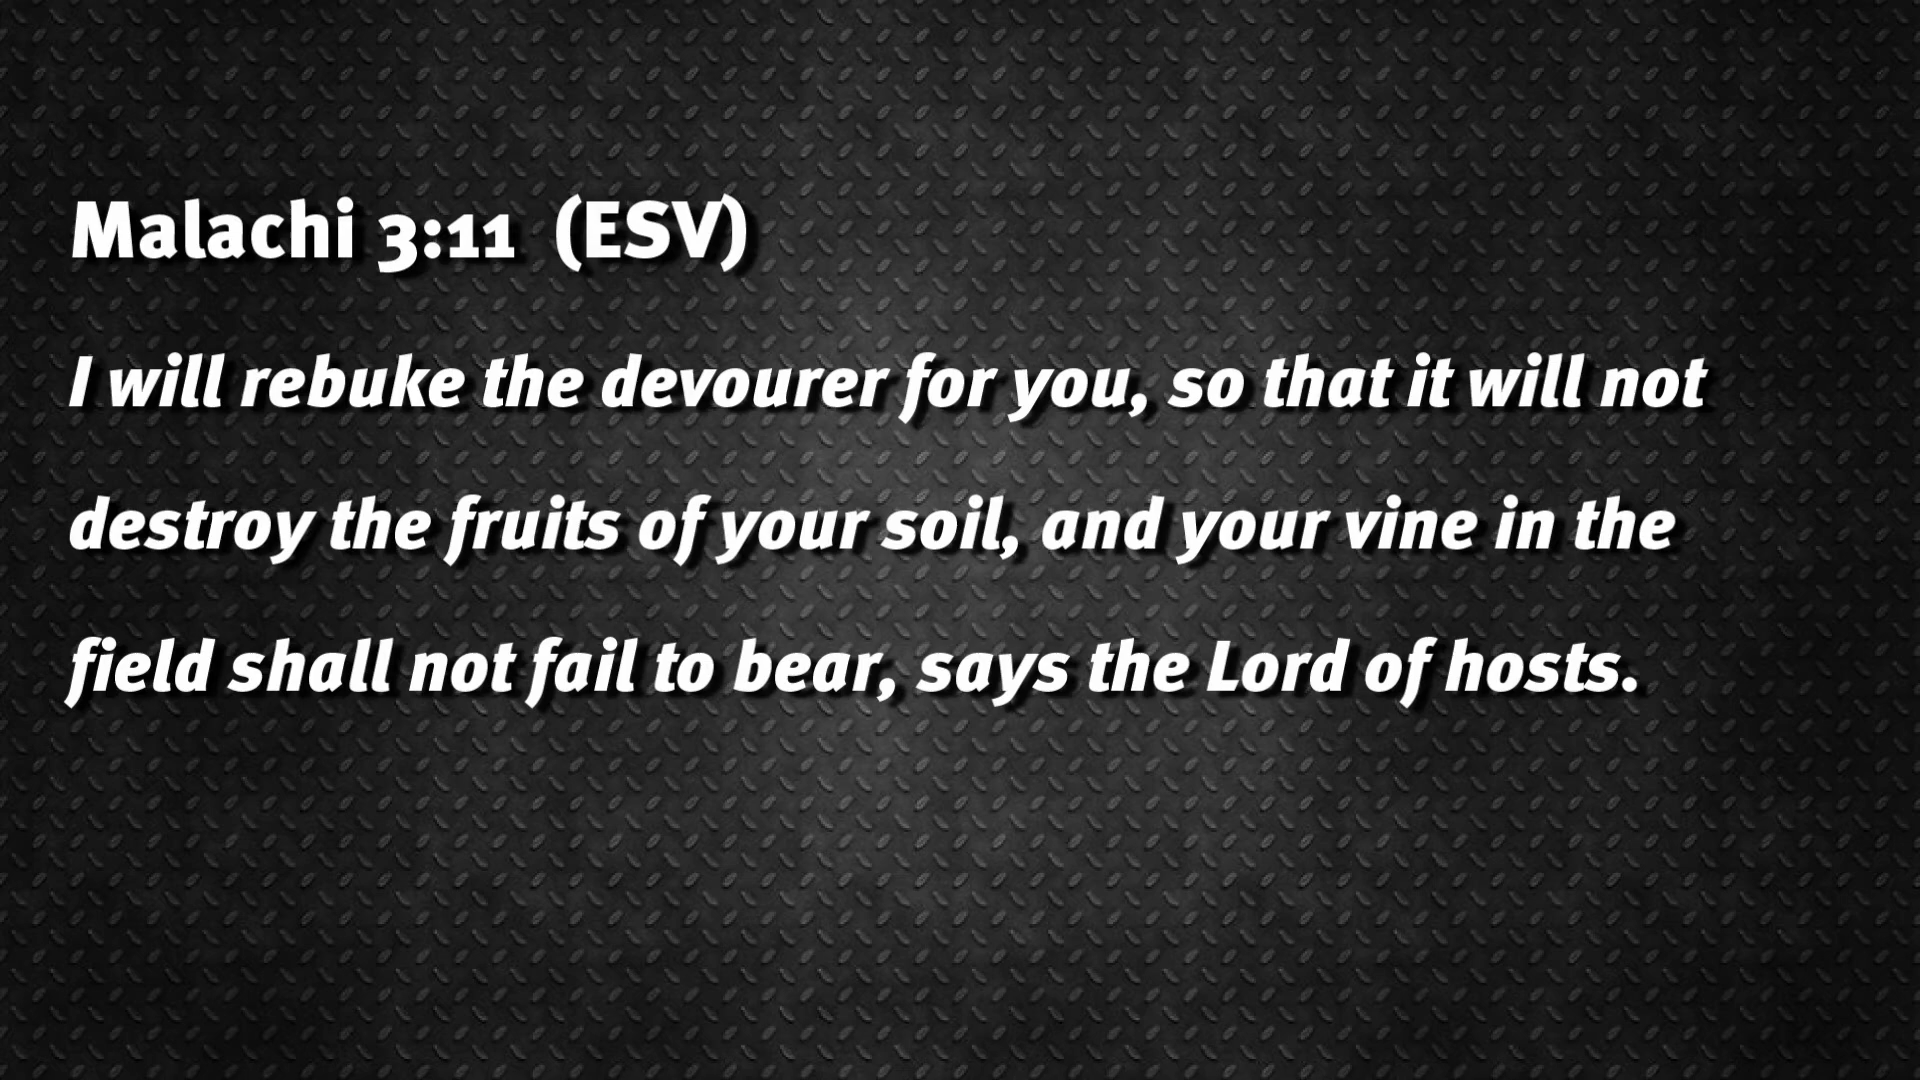 Malachi 3:11  (ESV)
I will rebuke the devourer for you, so that it will not
destroy the fruits of your soil, and your vine in the
field shall not fail to bear, says the Lord of hosts.